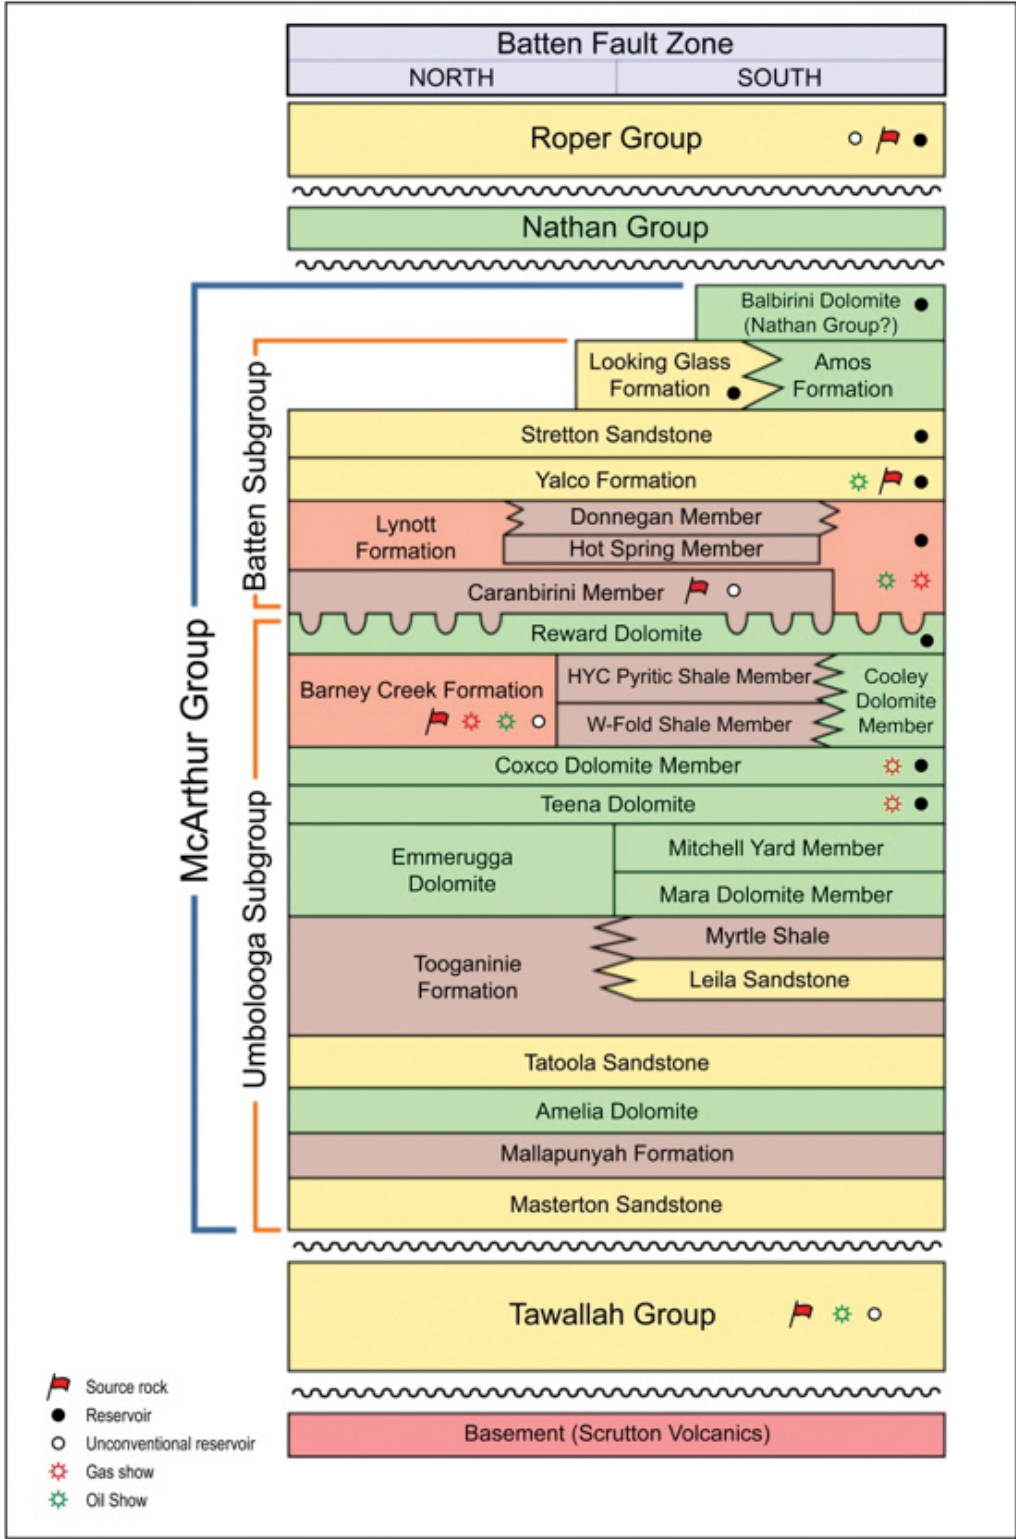 Batten Fault Zone
NORTH
SOUTH
Roper Group
Nathan Group
Balbirini Dolomite
(Nathan Group?)
Looking Glass
Formation
Amos
Formation
Stretton Sandstone
Yalco Formation
Lynott
Formation
Donnegan Member
Hot Spring Member
Caranbirini Member
Reward Dolomite
Barney Creek Formation
HYC Pyritic Shale Member
W-Fold Shale Member
Cooley
Dolomite
Member
Coxco Dolomite Member
Teena Dolomite
Emmerugga
Dolomite
Mitchell Yard Member
Mara Dolomite Member
Tooganinie
Formation
Myrtle Shale
Leila Sandstone
Tatoola Sandstone
Amelia Dolomite
Mallapunyah Formation
Masterton Sandstone
McArthur Group
Batten Subgroup
Umbolooga Subgroup
Tawallah Group
Basement (Scrutton Volcanics)
Source rock
Reservoir
Unconventional reservoir
Gas show
Oil Show